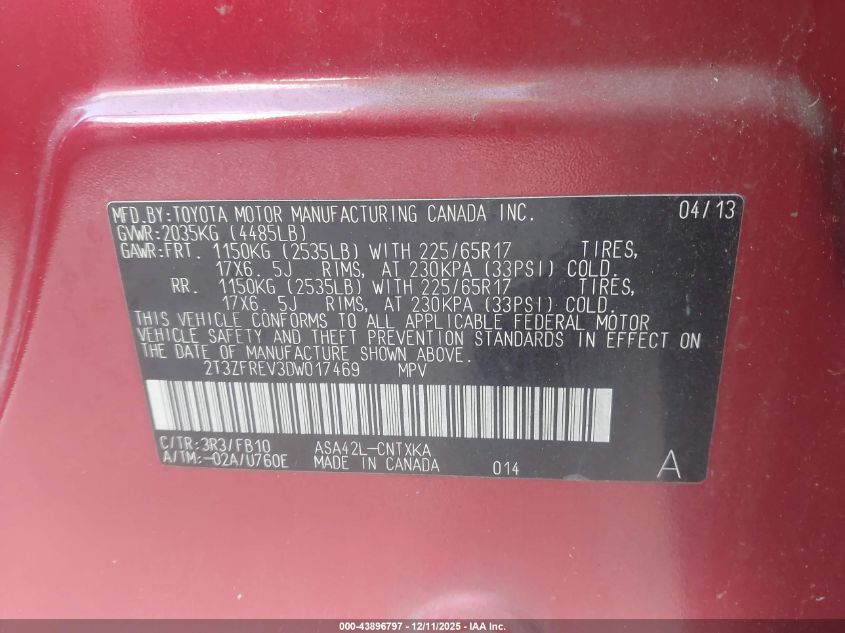 MFD.BY:TOYOTA MOTOR MANUFACTURING CANADA INC. 04/13
GVWR:2035KG (4485LB)
GAWR:FRT. 1150KG (2535LB) WITH 225/65R17 TIRES,
17X6.5J RIMS, AT 230KPA (33PSI) COLD.
RR. 1150KG (2535LB) WITH 225/65R17 TIRES,
17X6.5J RIMS, AT 230KPA (33PSI) COLD.
THIS VEHICLE CONFORMS TO ALL APPLICABLE FEDERAL MOTOR
VEHICLE SAFETY AND THEFT PREVENTION STANDARDS IN EFFECT ON
THE DATE OF MANUFACTURE SHOWN ABOVE.
2T3ZFREV3DW017469 MPV
C/TR:3R3/FB10 ASA42L-CNTXKA
A/TM:-02A/U760E MADE IN CANADA 014 A
000-43896797 - 12/11/2025 - IAA Inc.